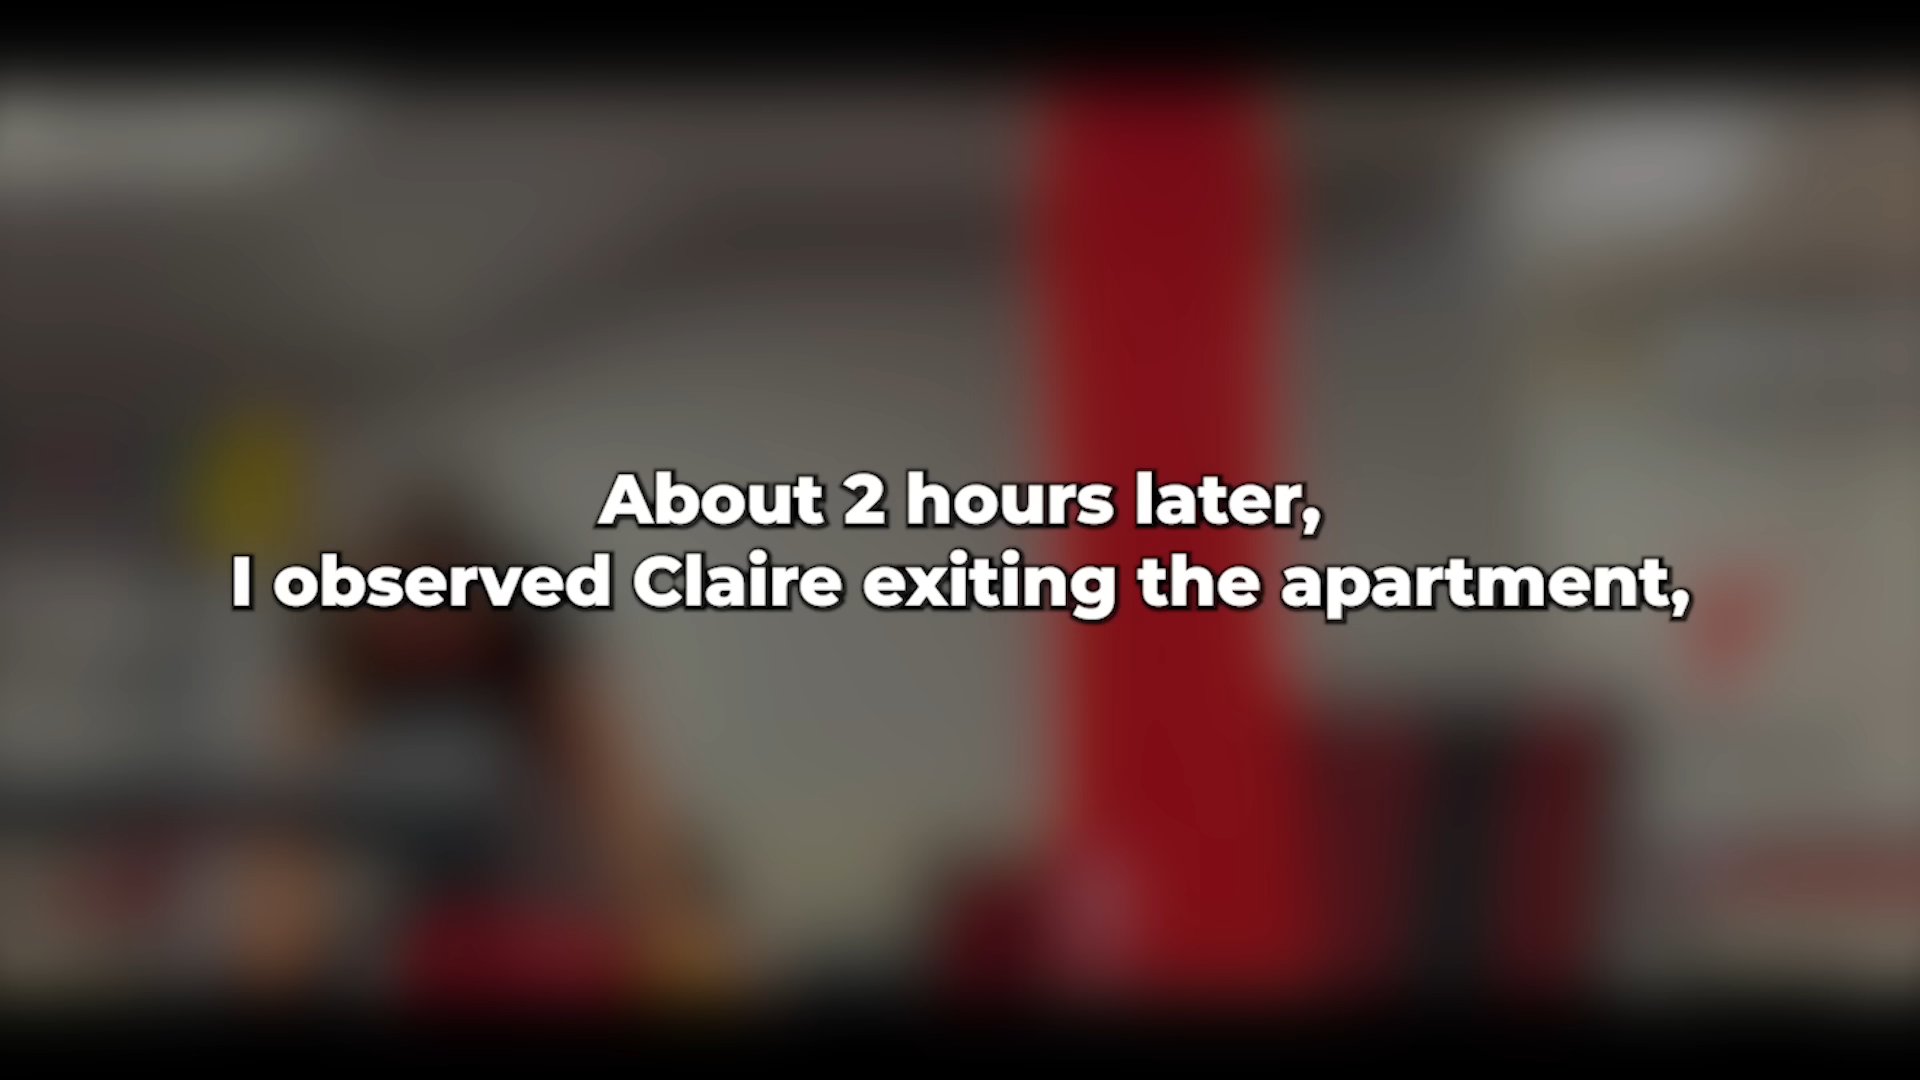 About 2 hours later,
I observed Claire exiting the apartment,